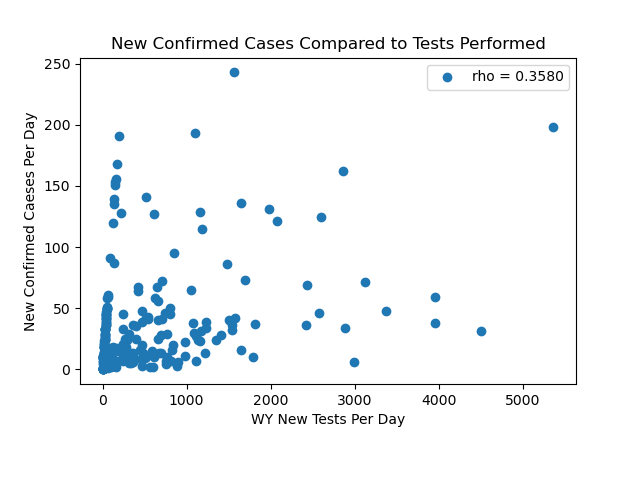 New Confirmed Cases Compared to Tests Performed
rho = 0.3580
New Confirmed Caeses Per Day
250
200
150
100
50
0
0 1000 2000 3000 4000 5000
WY New Tests Per Day